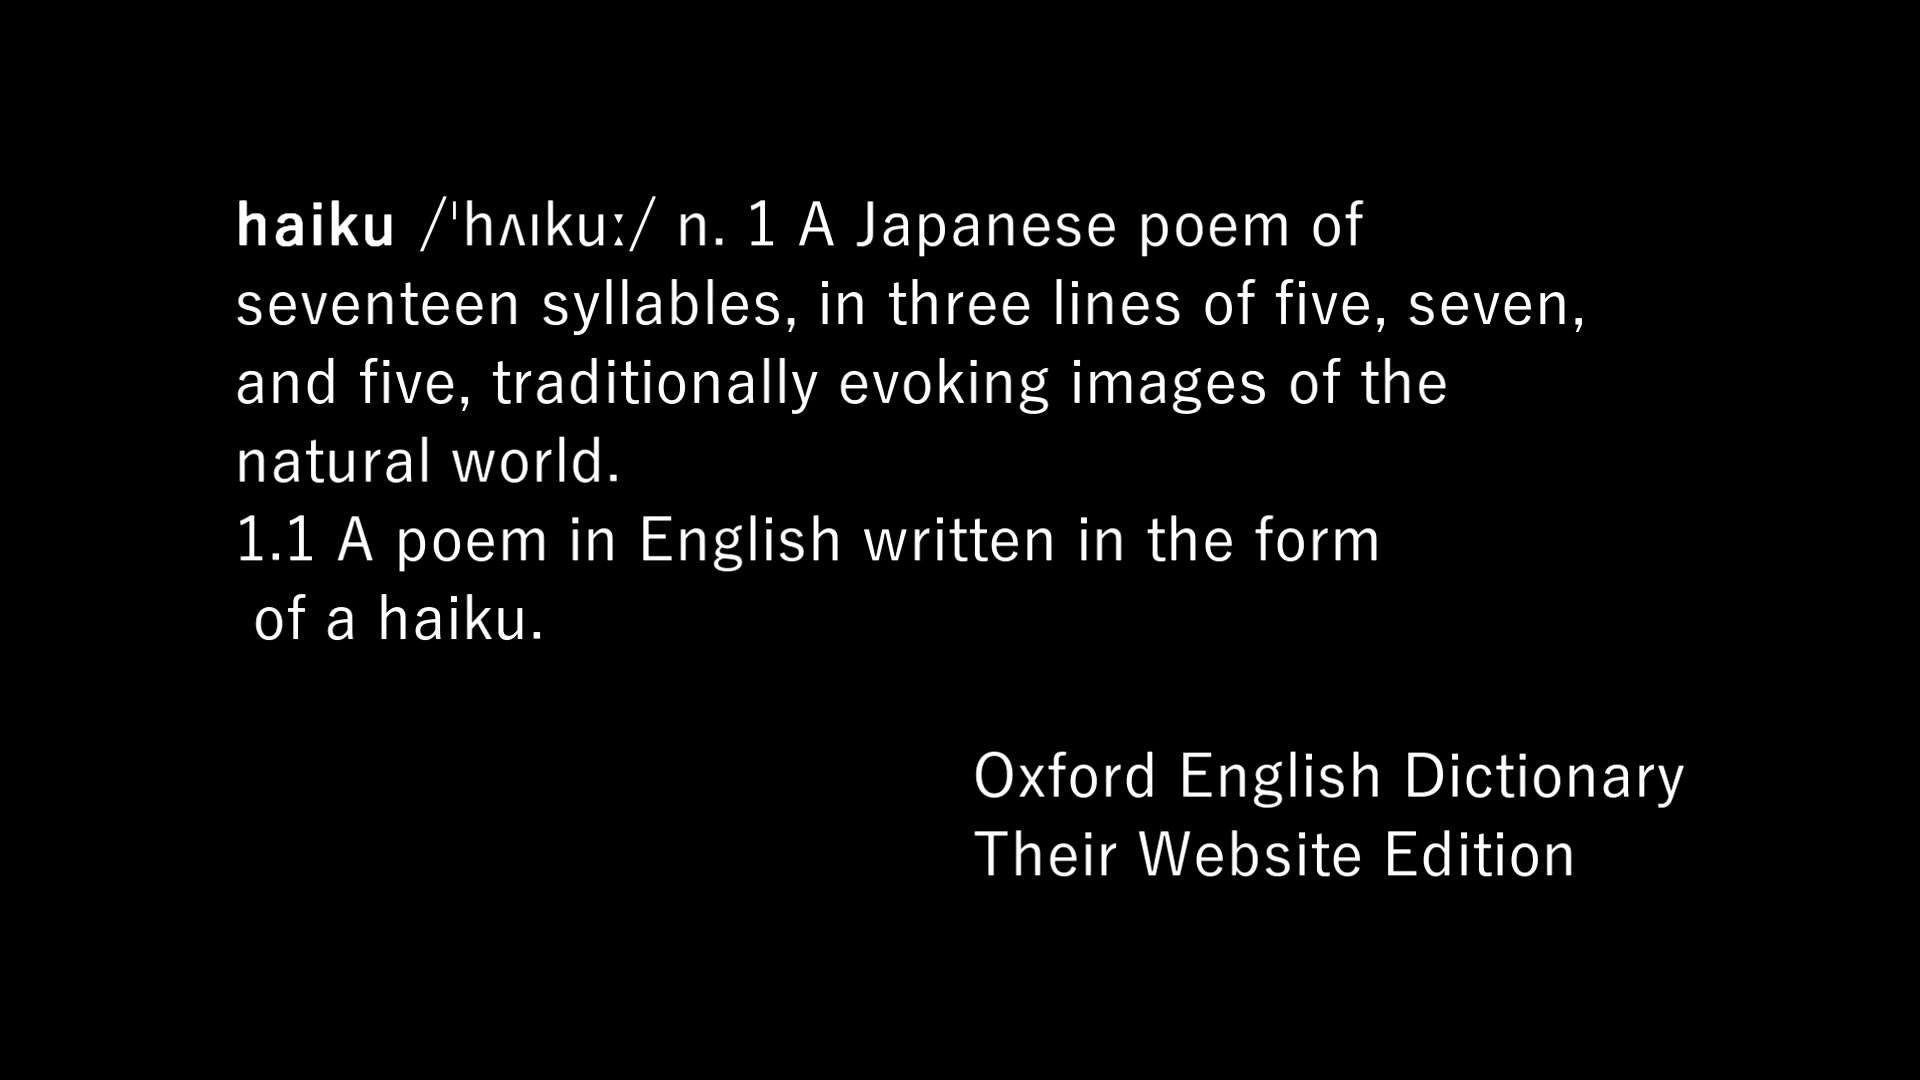 haiku /ˈhʌɪkuː/ n. 1 A Japanese poem of
seventeen syllables, in three lines of five, seven,
and five, traditionally evoking images of the
natural world.
1.1 A poem in English written in the form
of a haiku.
Oxford English Dictionary
Their Website Edition